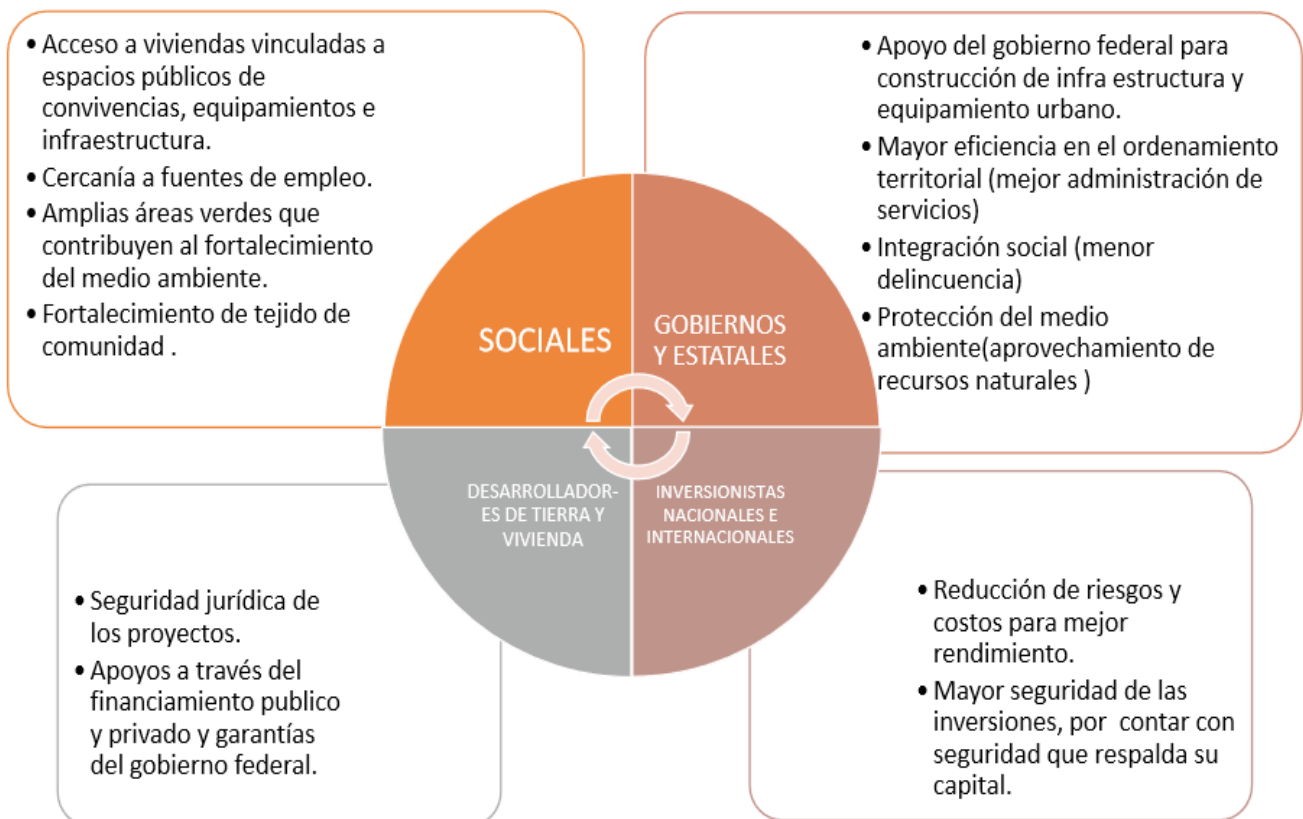 • Acceso a viviendas vinculadas a
espacios públicos de
convivencias, equipamientos e
infraestructura.
• Cercanía a fuentes de empleo.
• Amplias áreas verdes que
contribuyen al fortalecimiento
del medio ambiente.
• Fortalecimiento de tejido de
comunidad .
• Apoyo del gobierno federal para
construcción de infra estructura y
equipamiento urbano.
• Mayor eficiencia en el ordenamiento
territorial (mejor administración de
servicios)
• Integración social (menor
delincuencia)
• Protección del medio
ambiente(aprovechamiento de
recursos naturales )
SOCIALES
GOBIERNOS
Y ESTATALES
DESARROLLADOR-
ES DE TIERRA Y
VIVIENDA
INVERSIONISTAS
NACIONALES E
INTERNACIONALES
• Seguridad jurídica de
los proyectos.
• Apoyos a través del
financiamiento publico
y privado y garantías
del gobierno federal.
• Reducción de riesgos y
costos para mejor
rendimiento.
• Mayor seguridad de las
inversiones, por contar con
seguridad que respalda su
capital.